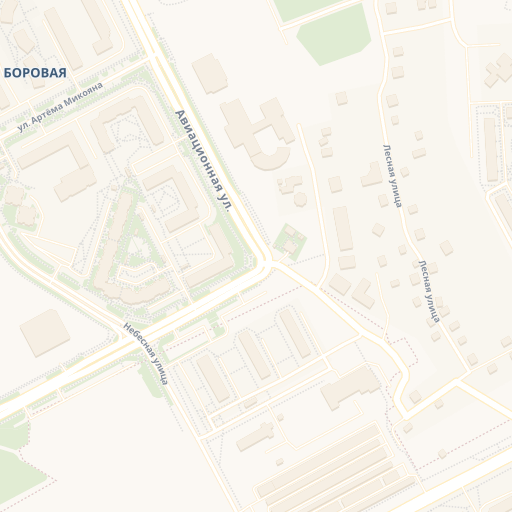 БОРОВАЯ
ул. Артёма Микояна
Авиационная ул.
Лесная улица
Лесная улица
Небесная улица